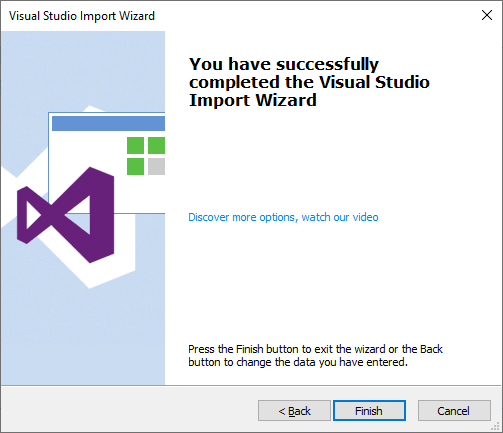 Visual Studio Import Wizard
You have successfully
completed the Visual Studio
Import Wizard
Discover more options, watch our video
Press the Finish button to exit the wizard or the Back
button to change the data you have entered.
< Back
Finish
Cancel